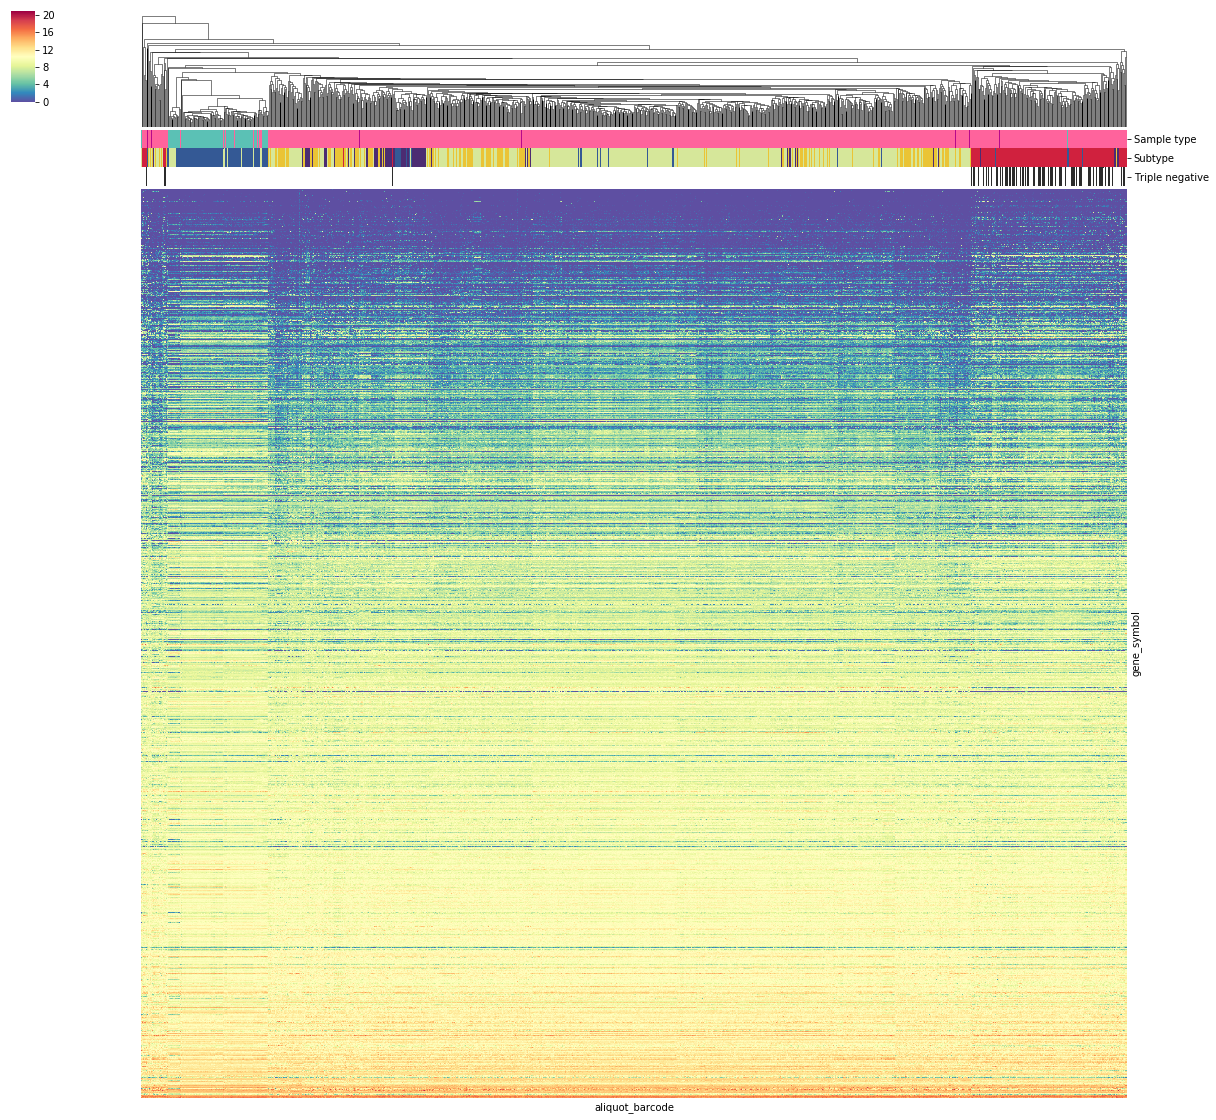 20
16
12
8
4
0
Sample type
Subtype
Triple negative
gene_symbol
aliquot_barcode